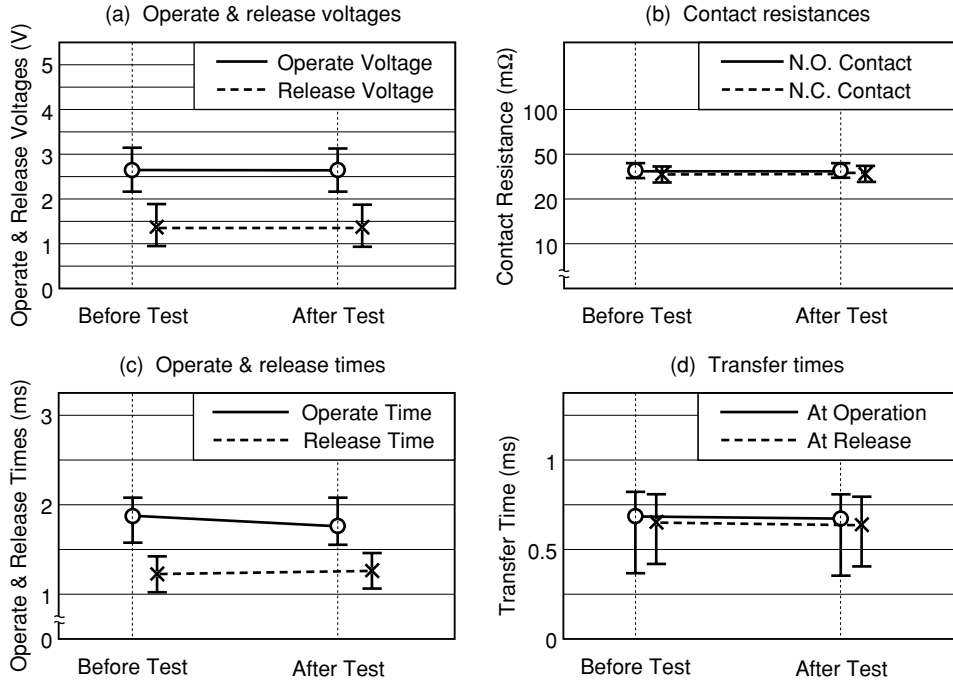 (a) Operate & release voltages
Operate & Release Voltages (V)
5
4
3
2
1
0
Operate Voltage
Release Voltage
Before Test
After Test
(b) Contact resistances
Contact Resistance (mΩ)
100
50
20
10
N.O. Contact
N.C. Contact
Before Test
After Test
(c) Operate & release times
Operate & Release Times (ms)
3
2
1
0
Operate Time
Release Time
Before Test
After Test
(d) Transfer times
Transfer Time (ms)
1
0.5
0
At Operation
At Release
Before Test
After Test